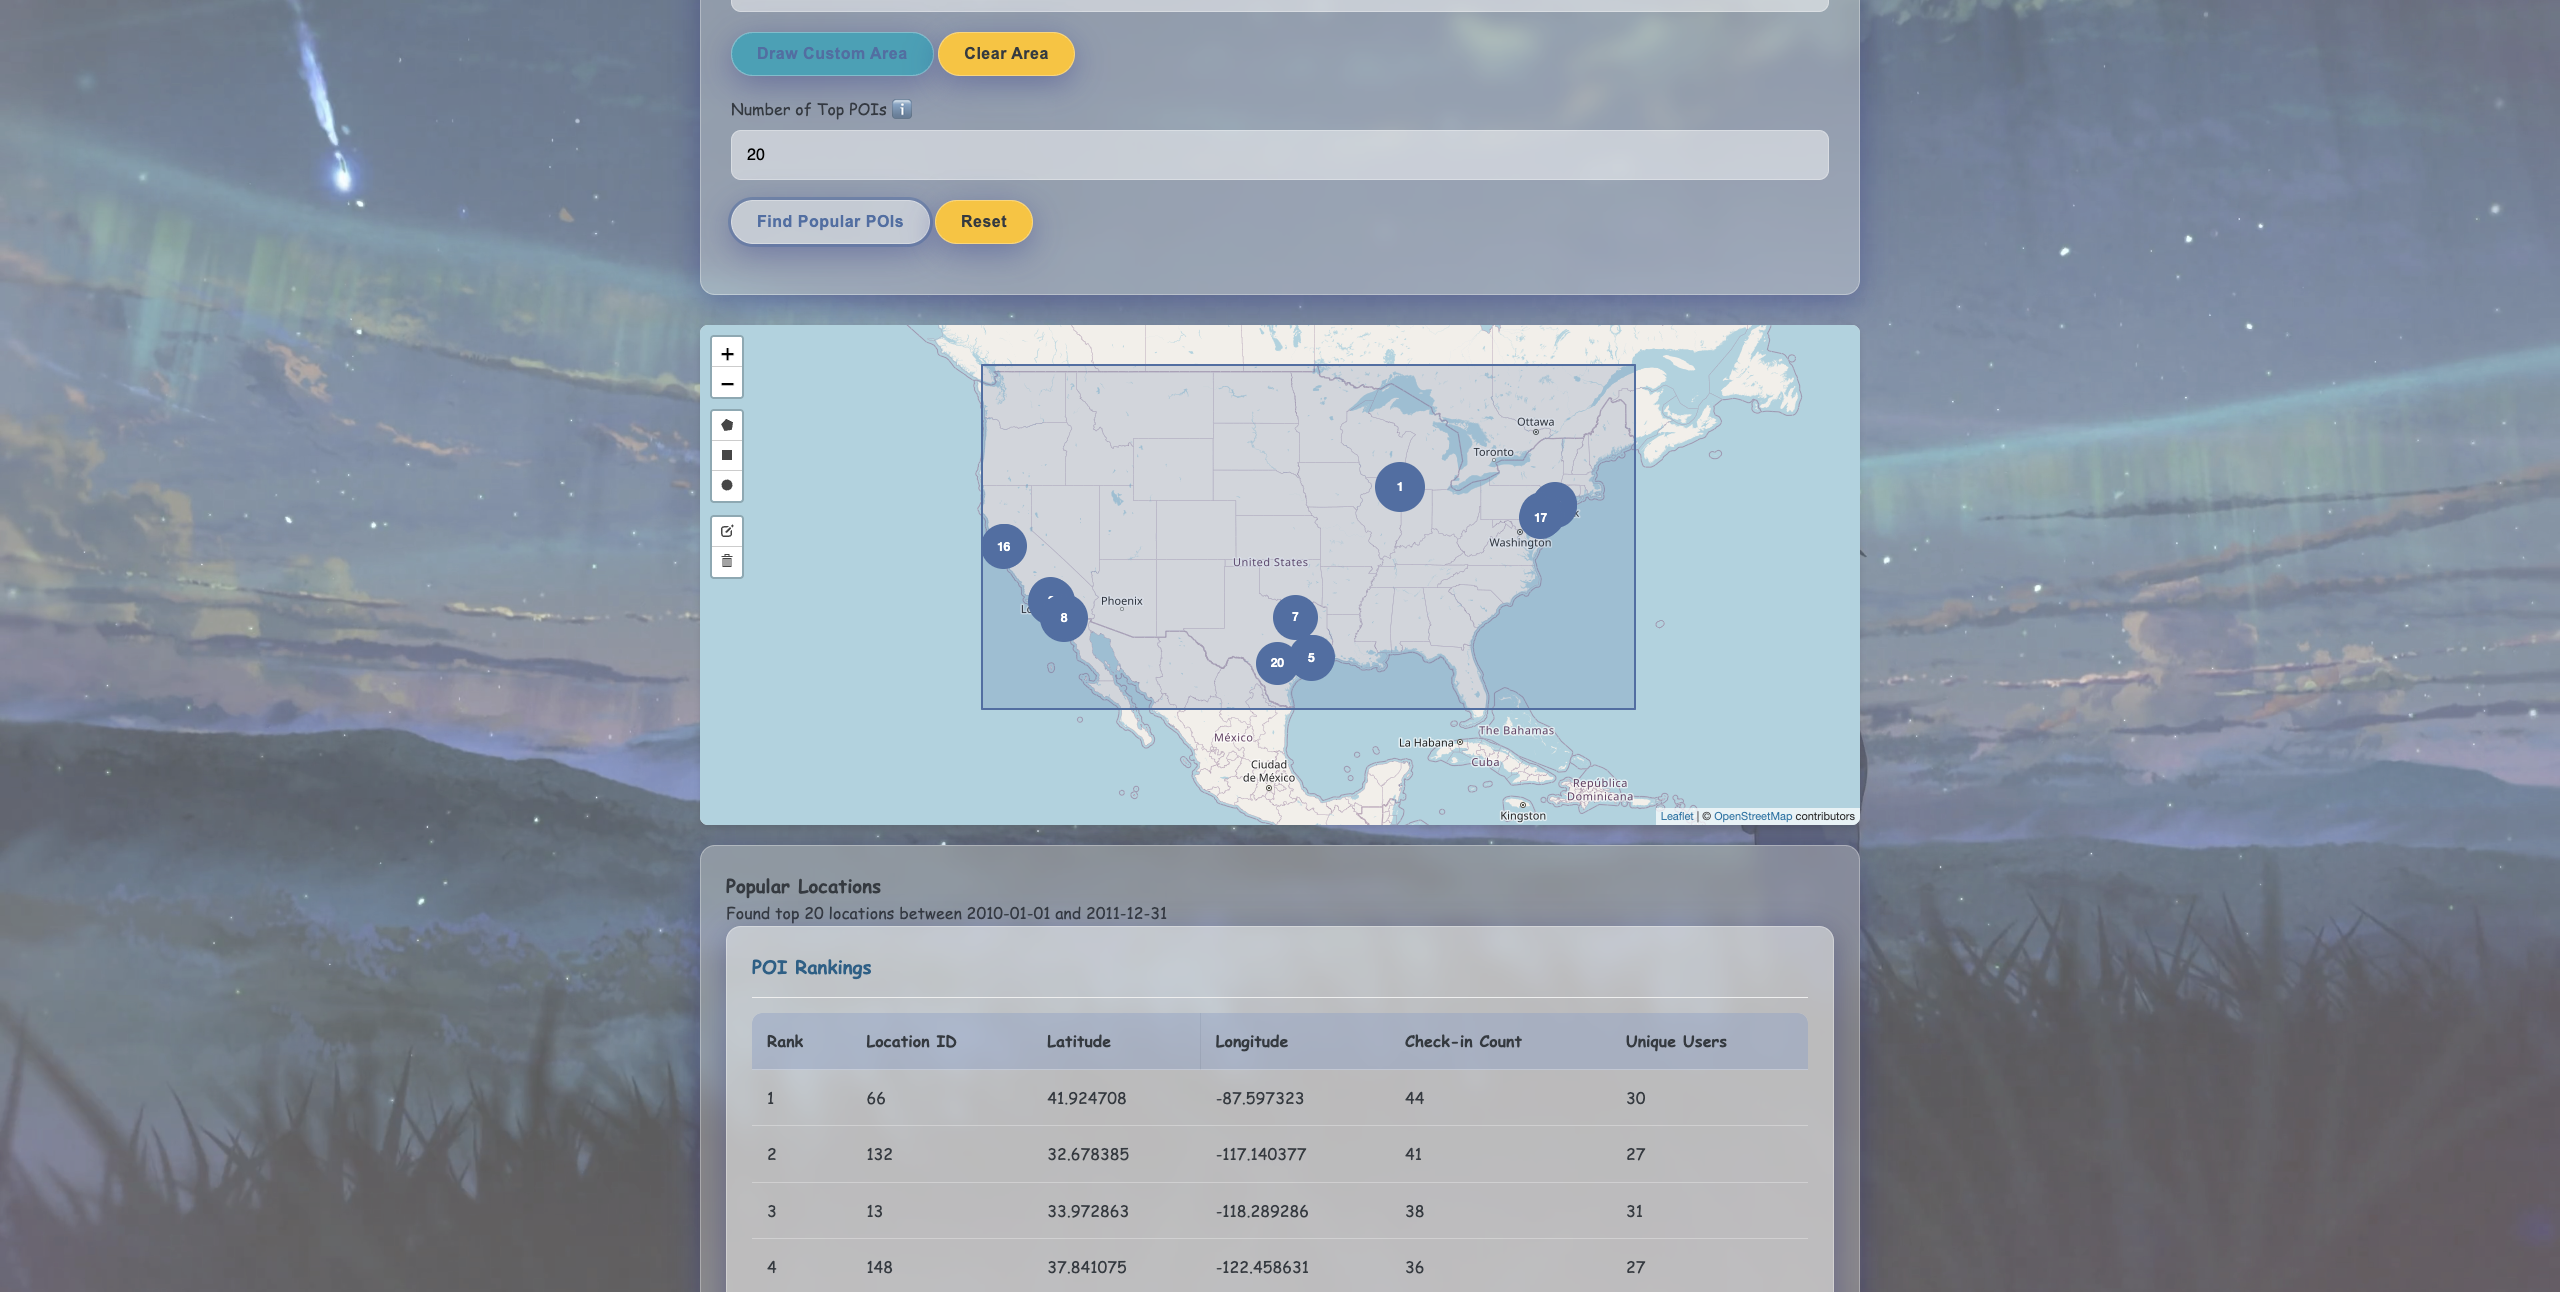 Draw Custom Area
Clear Area
Number of Top POIs
20
Find Popular POIs
Reset
+
−
Ottawa
Toronto
1
17
Washington
16
United States
Phoenix
8
7
20
5
México
La Habana
The Bahamas
Ciudad
de México
Cuba
República
Dominicana
Kingston
Leaflet | © OpenStreetMap contributors
Popular Locations
Found top 20 locations between 2010-01-01 and 2011-12-31
POI Rankings
Rank Location ID Latitude Longitude Check-in Count Unique Users
1 66 41.924708 -87.597323 44 30
2 132 32.678385 -117.140377 41 27
3 13 33.972863 -118.289286 38 31
4 148 37.841075 -122.458631 36 27